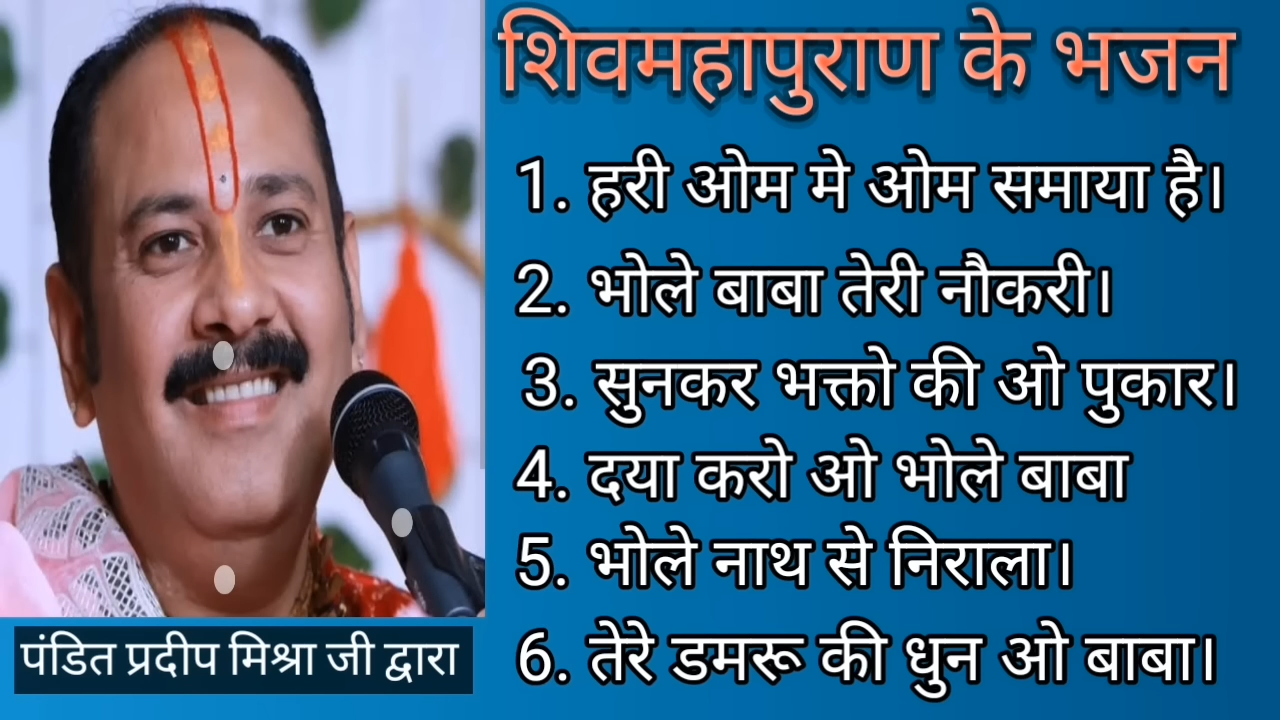 शिवमहापुराण के भजन
1. हरी ओम मे ओम समाया है।
2. भोले बाबा तेरी नौकरी।
3. सुनकर भक्तो की ओ पुकार।
4. दया करो ओ भोले बाबा
5. भोले नाथ से निराला।
6. तेरे डमरू की धुन ओ बाबा।
पंडित प्रदीप मिश्रा जी द्वारा